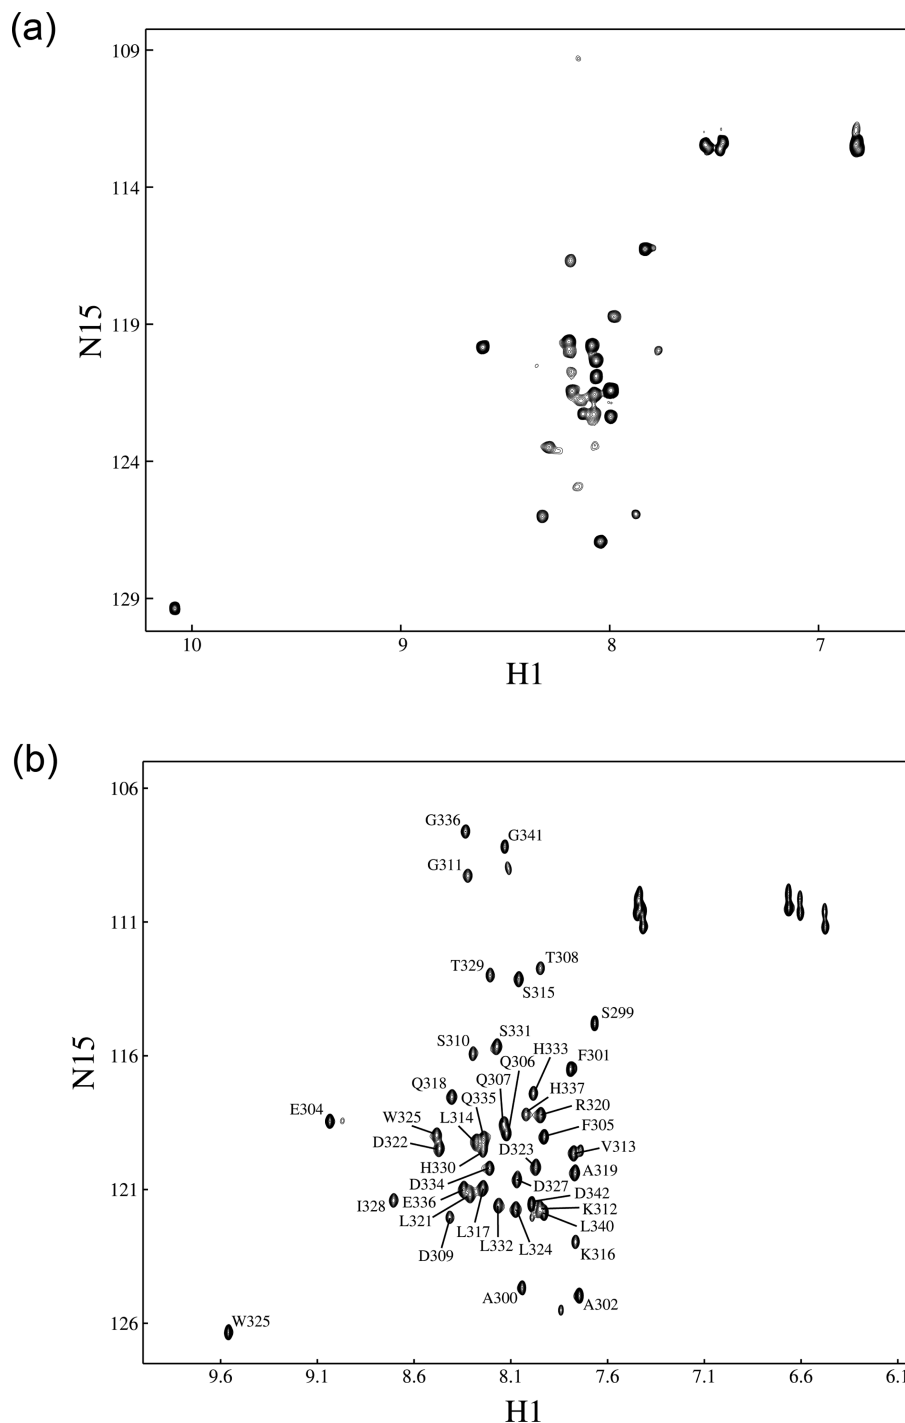 (a)
109
114
119
124
129
N15
10
9
8
7
H1
(b)
106
111
116
121
126
N15
G336
G341
G311
T329
T308
S315
S299
S310
S331
H333
Q306
F301
Q307
H337
Q318
Q335
R320
E304
W325
L314
F305
D322
D323
V313
H330
A319
D334
D327
D342
I328
E336
K312
L321
L317
L340
D309
L332
L324
K316
A300
A302
W325
9.6
9.1
8.6
8.1
7.6
7.1
6.6
6.1
H1